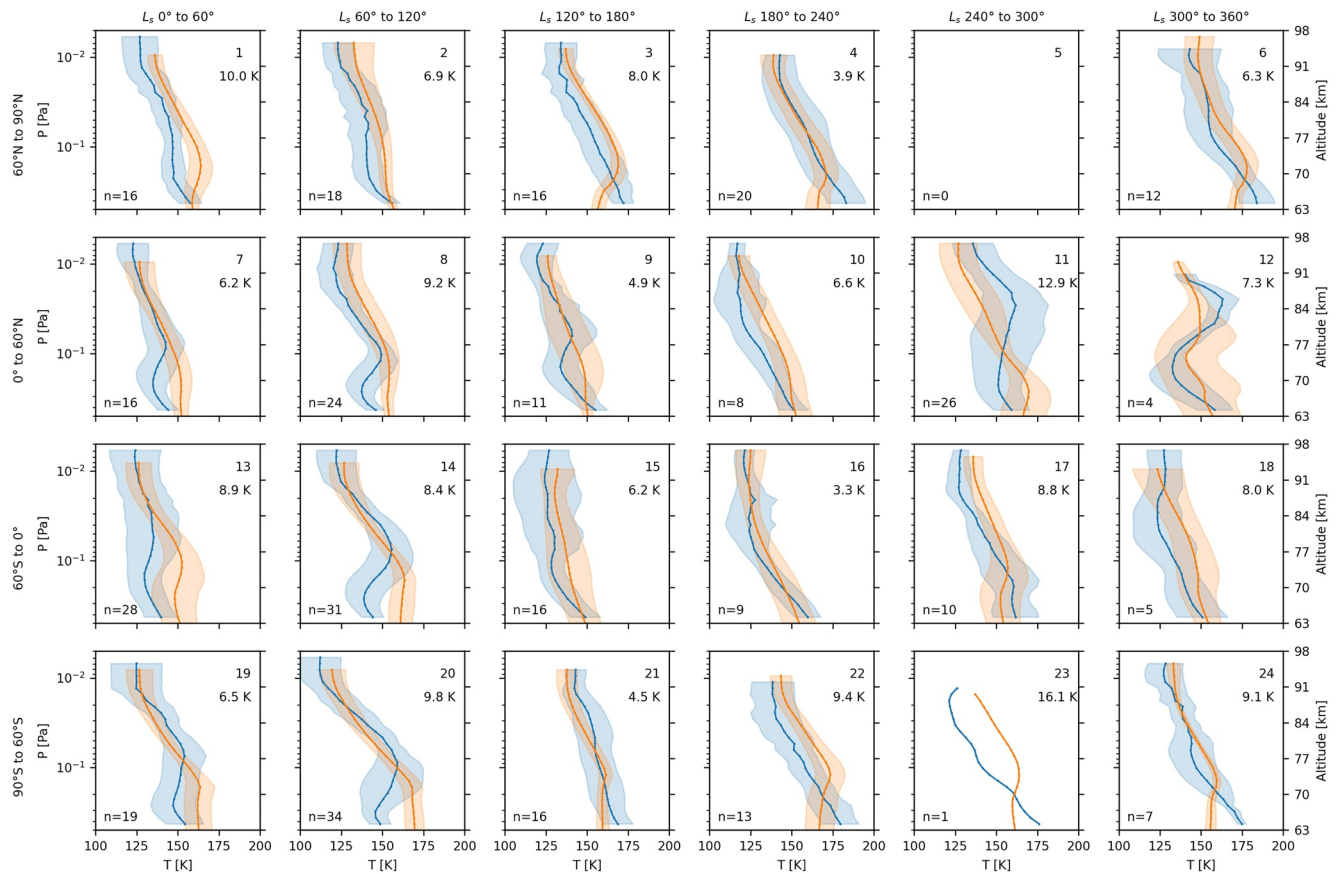 Ls 0° to 60° Ls 60° to 120° Ls 120° to 180° Ls 180° to 240° Ls 240° to 300° Ls 300° to 360°
60°N to 90°N
P [Pa]
10⁻²
10⁻¹
1
10.0 K
n=16
2
6.9 K
n=18
3
8.0 K
n=16
4
3.9 K
n=20
5
n=0
6
6.3 K
n=12
98
91
84
77
70
63
Altitude [km]
0° to 60°N
P [Pa]
10⁻²
10⁻¹
7
6.2 K
n=16
8
9.2 K
n=24
9
4.9 K
n=11
10
6.6 K
n=8
11
12.9 K
n=26
12
7.3 K
n=4
98
91
84
77
70
63
Altitude [km]
60°S to 0°
P [Pa]
10⁻²
10⁻¹
13
8.9 K
n=28
14
8.4 K
n=31
15
6.2 K
n=16
16
3.3 K
n=9
17
8.8 K
n=10
18
8.0 K
n=5
98
91
84
77
70
63
Altitude [km]
90°S to 60°S
P [Pa]
10⁻²
10⁻¹
19
6.5 K
n=19
20
9.8 K
n=34
21
4.5 K
n=16
22
9.4 K
n=13
23
16.1 K
n=1
24
9.1 K
n=7
98
91
84
77
70
63
Altitude [km]
100 125 150 175 200 100 125 150 175 200 100 125 150 175 200 100 125 150 175 200 100 125 150 175 200 100 125 150 175 200
T [K] T [K] T [K] T [K] T [K] T [K]